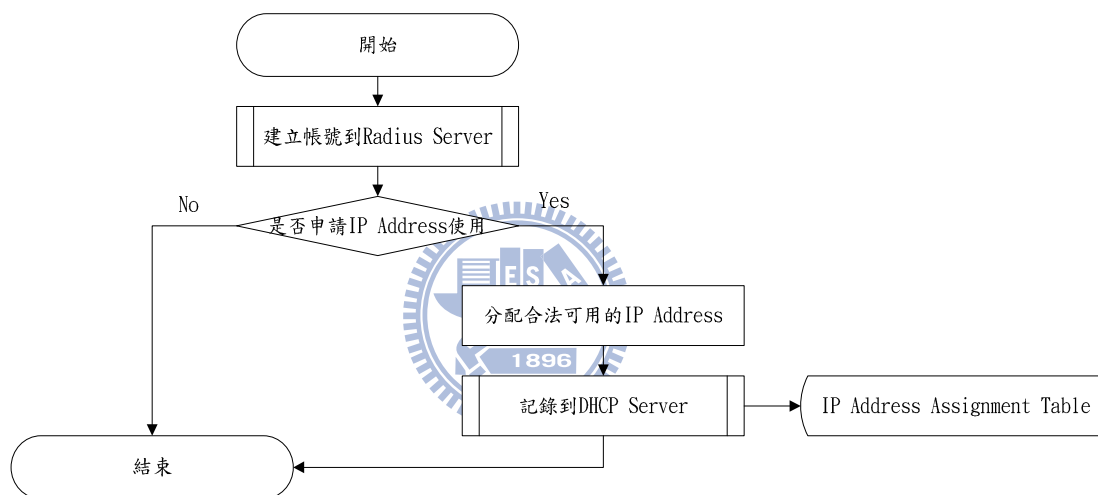 開始
建立帳號到Radius Server
No
Yes
是否申請IP Address使用
E S A
分配合法可用的IP Address
1896
記錄到DHCP Server
IP Address Assignment Table
結束